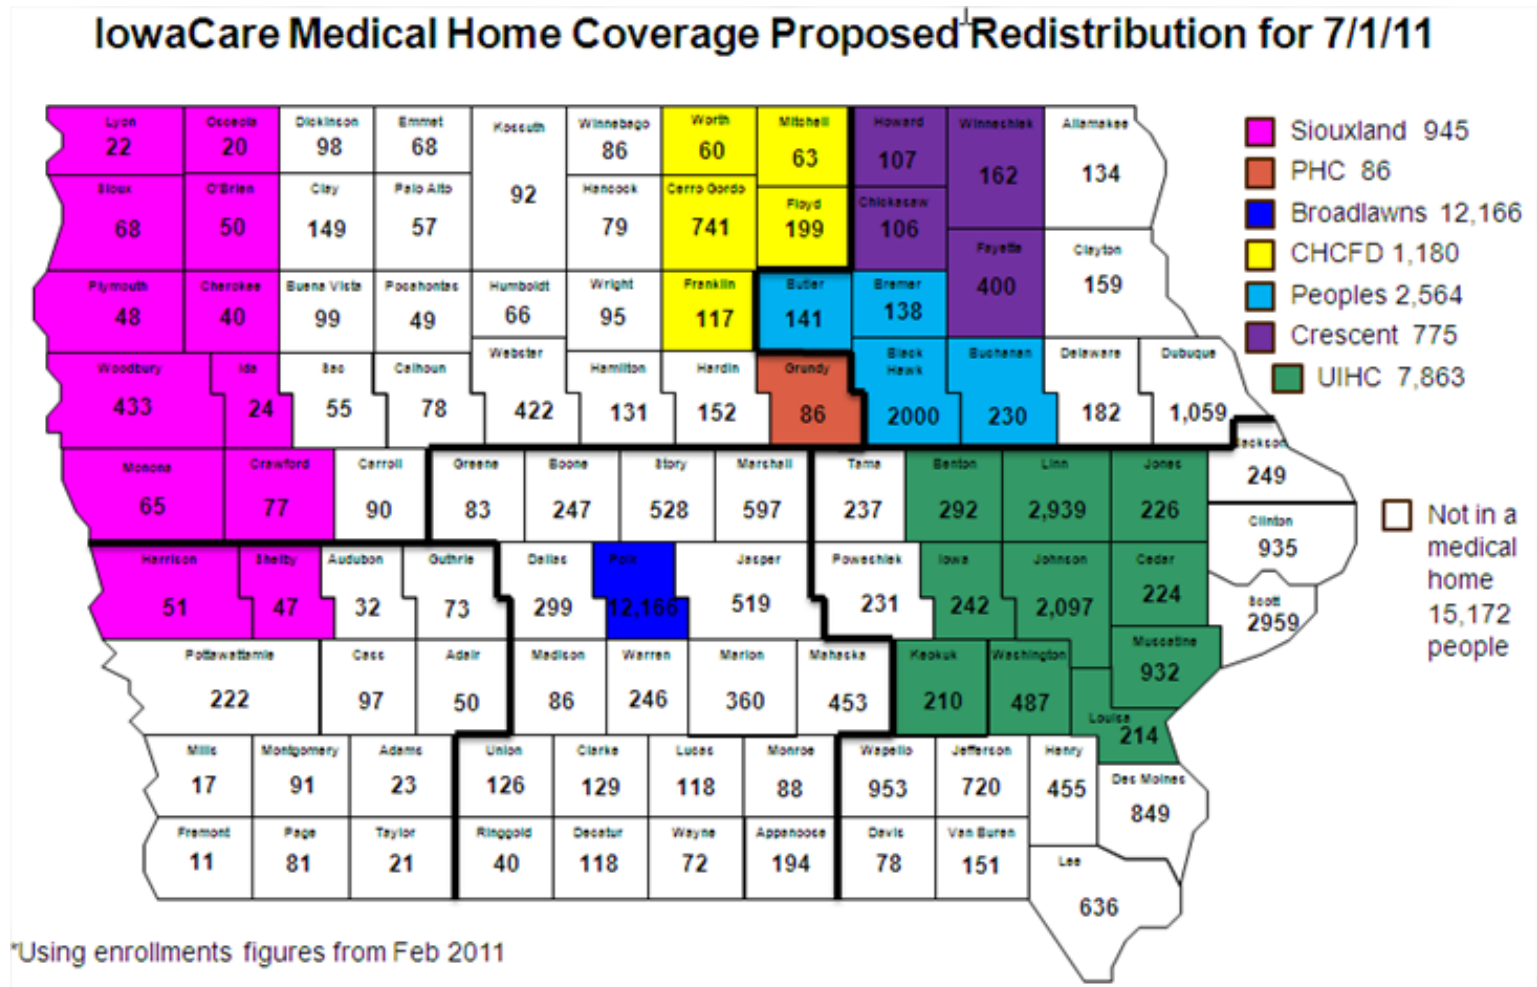 IowaCare Medical Home Coverage Proposed Redistribution for 7/1/11
Lyon
22
Osceola
20
Dickinson
98
Emmet
68
Kossuth
92
Winnebago
86
Worth
60
Mitchell
63
Howard
107
Winneshiek
162
Allamakee
134
Sioux
68
O'Brien
50
Clay
149
Palo Alto
57
Hancock
79
Cerro Gordo
741
Floyd
199
Chickasaw
106
Fayette
400
Clayton
159
Plymouth
48
Cherokee
40
Buena Vista
99
Pocahontas
49
Humboldt
66
Wright
95
Franklin
117
Butler
141
Bremer
138
Woodbury
433
Ida
24
Sac
55
Calhoun
78
Webster
422
Hamilton
131
Hardin
152
Grundy
86
Black
Hawk
2000
Buchanan
230
Delaware
182
Dubuque
1,059
Monona
65
Crawford
77
Carroll
90
Greene
83
Boone
247
Story
528
Marshall
597
Tama
237
Benton
292
Linn
2,939
Jones
226
Jackson
249
Clinton
935
Harrison
51
Shelby
47
Audubon
32
Guthrie
73
Dallas
299
Polk
12,166
Jasper
519
Poweshiek
231
Iowa
242
Johnson
2,097
Cedar
224
Scott
2959
Pottawattamie
222
Cass
97
Adair
50
Madison
86
Warren
246
Marion
360
Mahaska
453
Keokuk
210
Washington
487
Muscatine
932
Louisa
214
Mills
17
Montgomery
91
Adams
23
Union
126
Clarke
129
Lucas
118
Monroe
88
Wapello
953
Jefferson
720
Henry
455
Des Moines
849
Fremont
11
Page
81
Taylor
21
Ringgold
40
Decatur
118
Wayne
72
Appanoose
194
Davis
78
Van Buren
151
Lee
636
Siouxland 945
PHC 86
Broadlawns 12,166
CHCFD 1,180
Peoples 2,564
Crescent 775
UIHC 7,863
Not in a
medical
home
15,172
people
*Using enrollments figures from Feb 2011